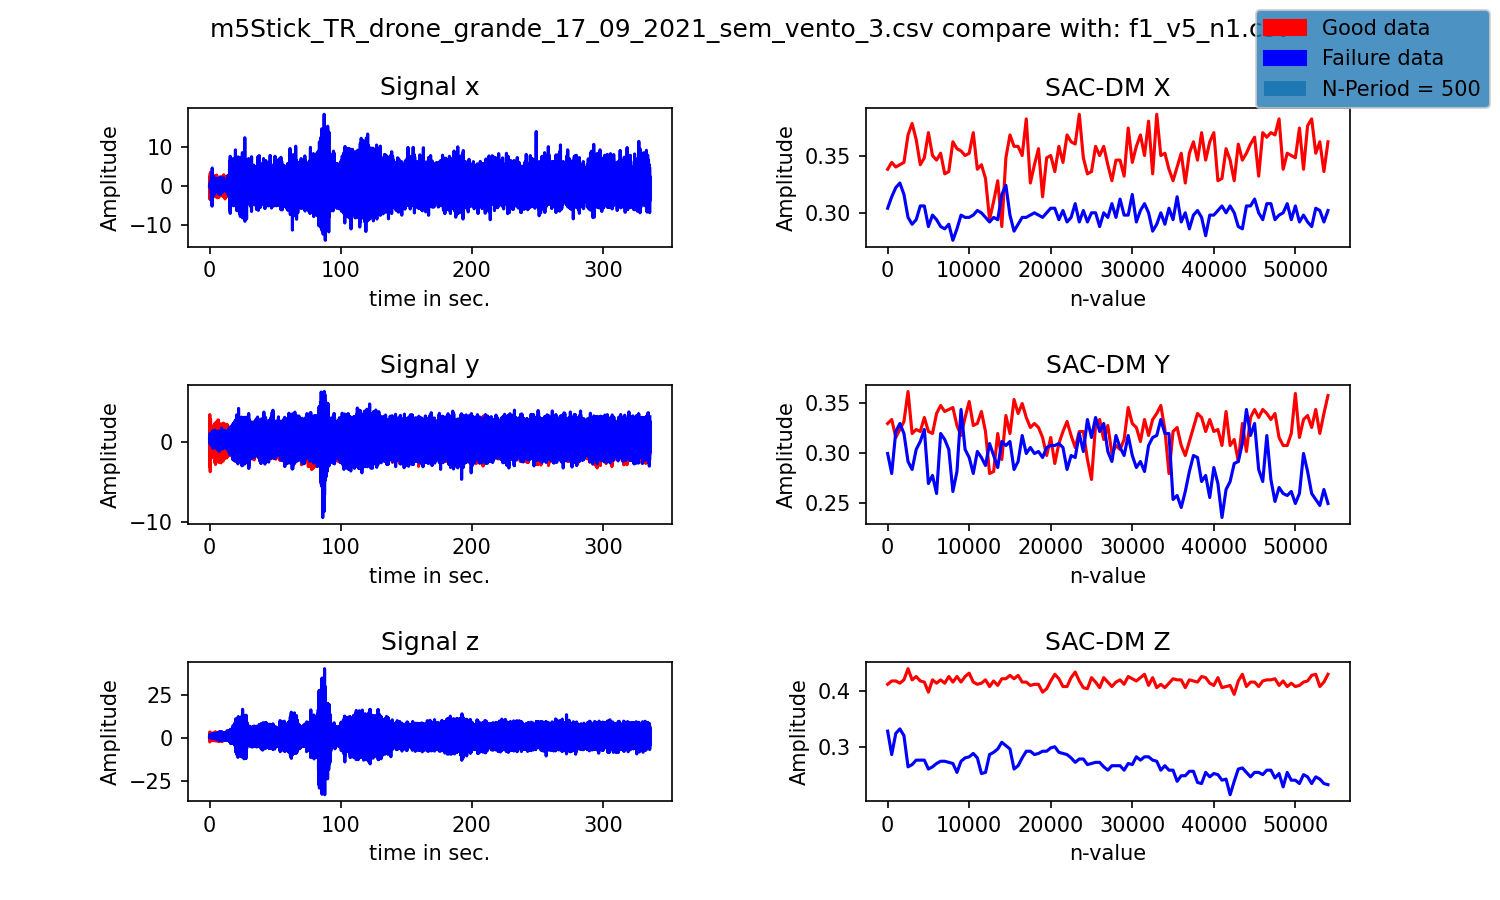 m5Stick_TR_drone_grande_17_09_2021_sem_vento_3.csv compare with: f1_v5_n1.csv
Good data
Failure data
N-Period = 500
Signal x
Amplitude
10
0
−10
0 100 200 300
time in sec.
SAC-DM X
Amplitude
0.35
0.30
0 10000 20000 30000 40000 50000
n-value
Signal y
Amplitude
0
−10
0 100 200 300
time in sec.
SAC-DM Y
Amplitude
0.35
0.30
0.25
0 10000 20000 30000 40000 50000
n-value
Signal z
Amplitude
25
0
−25
0 100 200 300
time in sec.
SAC-DM Z
Amplitude
0.4
0.3
0 10000 20000 30000 40000 50000
n-value